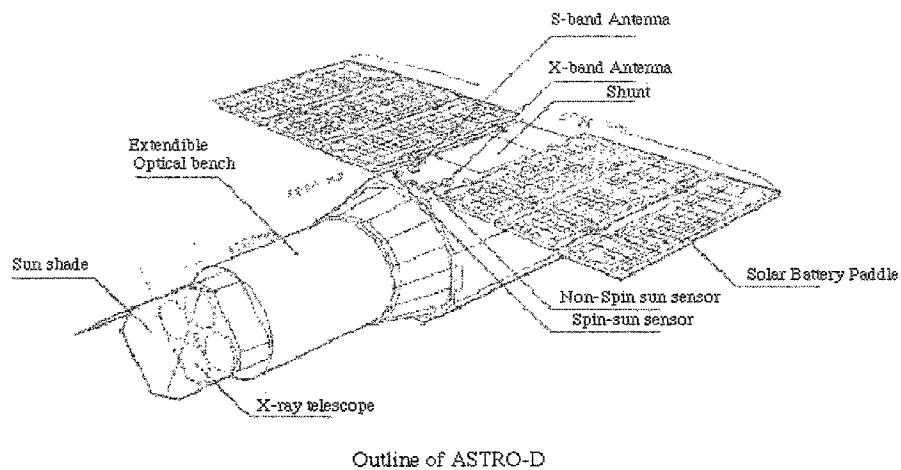 S-band Antenna
X-band Antenna
Shunt
Extendible
Optical bench
Sun shade
Solar Battery Paddle
Non-Spin sun sensor
Spin-sun sensor
X-ray telescope
Outline of ASTRO-D